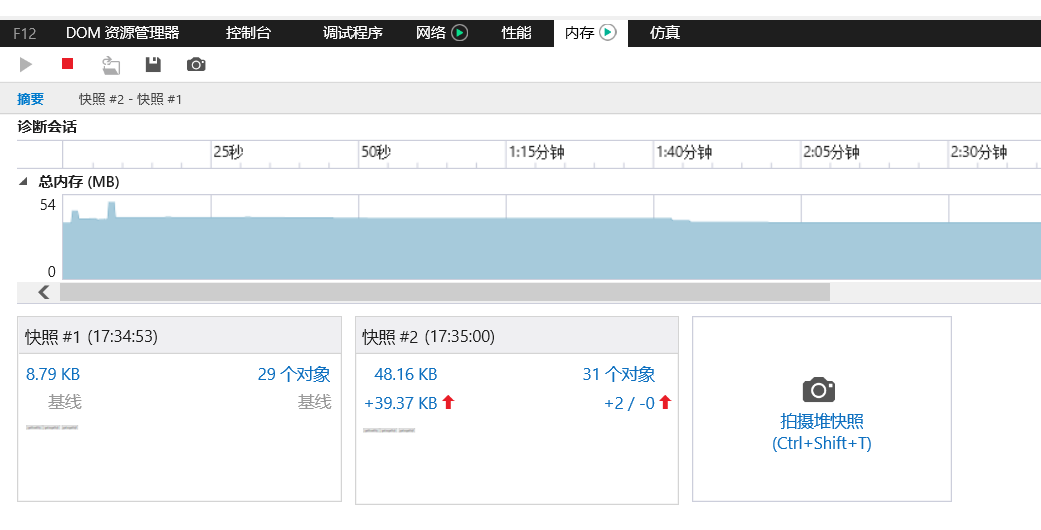 F12 DOM 资源管理器 控制台 调试程序 网络 性能 内存 仿真
摘要 快照 #2 - 快照 #1
诊断会话
25秒 50秒 1:15分钟 1:40分钟 2:05分钟 2:30分钟
总内存 (MB)
54
0
快照 #1 (17:34:53)
8.79 KB 29 个对象
基线 基线
快照 #2 (17:35:00)
48.16 KB 31 个对象
+39.37 KB +2 / -0
拍摄堆快照
(Ctrl+Shift+T)